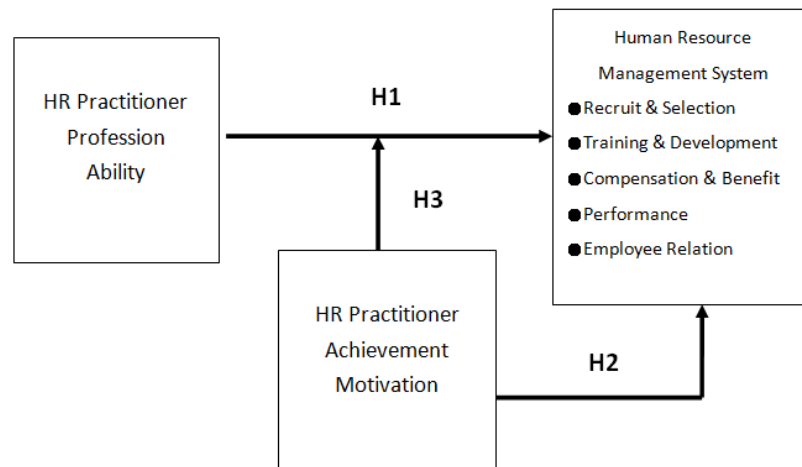 HR Practitioner
Profession
Ability
H1
Human Resource
Management System
●Recruit & Selection
●Training & Development
●Compensation & Benefit
●Performance
●Employee Relation
H3
HR Practitioner
Achievement
Motivation
H2